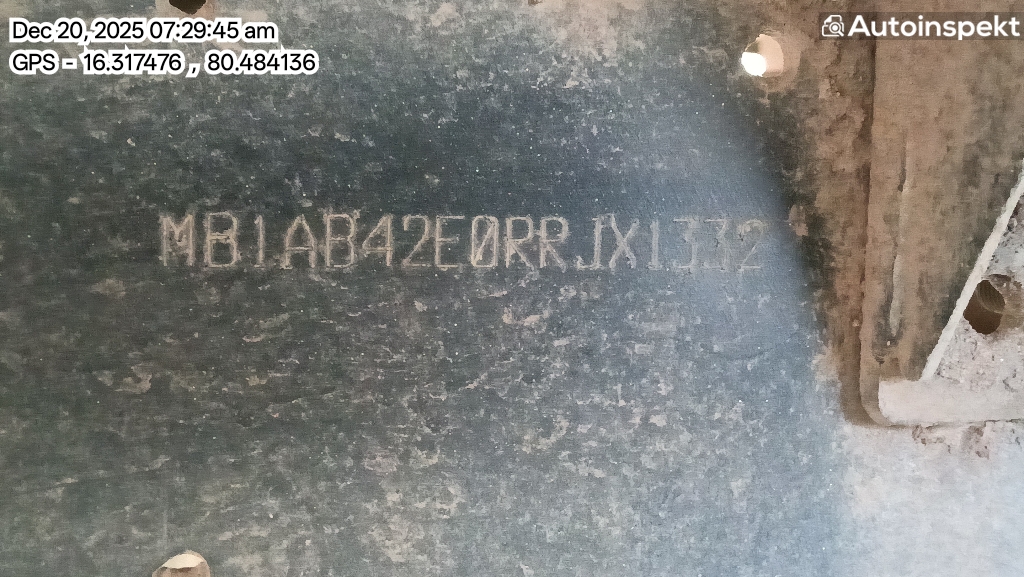 Dec 20, 2025 07:29:45 am
GPS - 16.317476 , 80.484136
Autoinspekt
MB1AB42E0RRJX1332